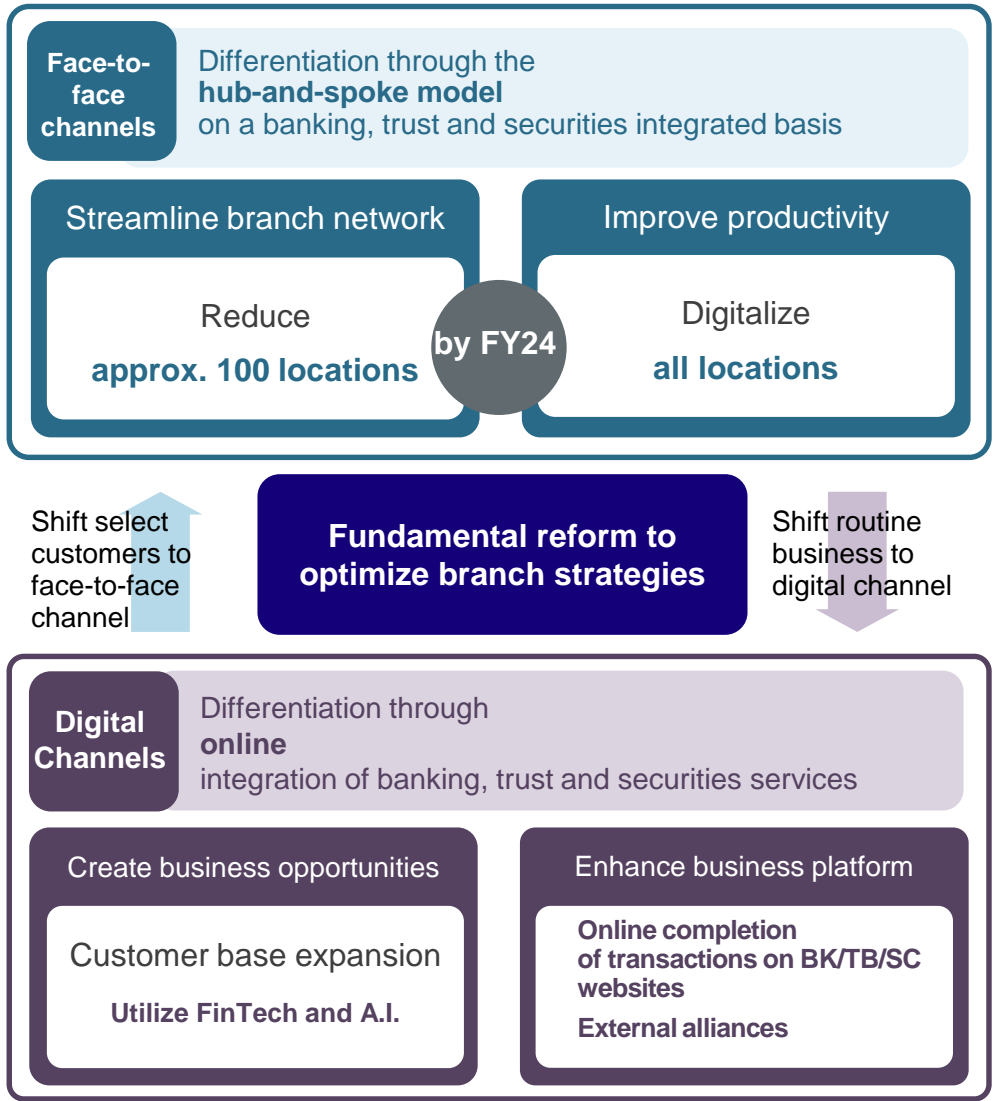 Face-to-
face
channels
Differentiation through the
hub-and-spoke model
on a banking, trust and securities integrated basis
Streamline branch network
Reduce
approx. 100 locations
by FY24
Improve productivity
Digitalize
all locations
Shift select
customers to
face-to-face
channel
Fundamental reform to
optimize branch strategies
Shift routine
business to
digital channel
Digital
Channels
Differentiation through
online
integration of banking, trust and securities services
Create business opportunities
Customer base expansion
Utilize FinTech and A.I.
Enhance business platform
Online completion
of transactions on BK/TB/SC
websites
External alliances